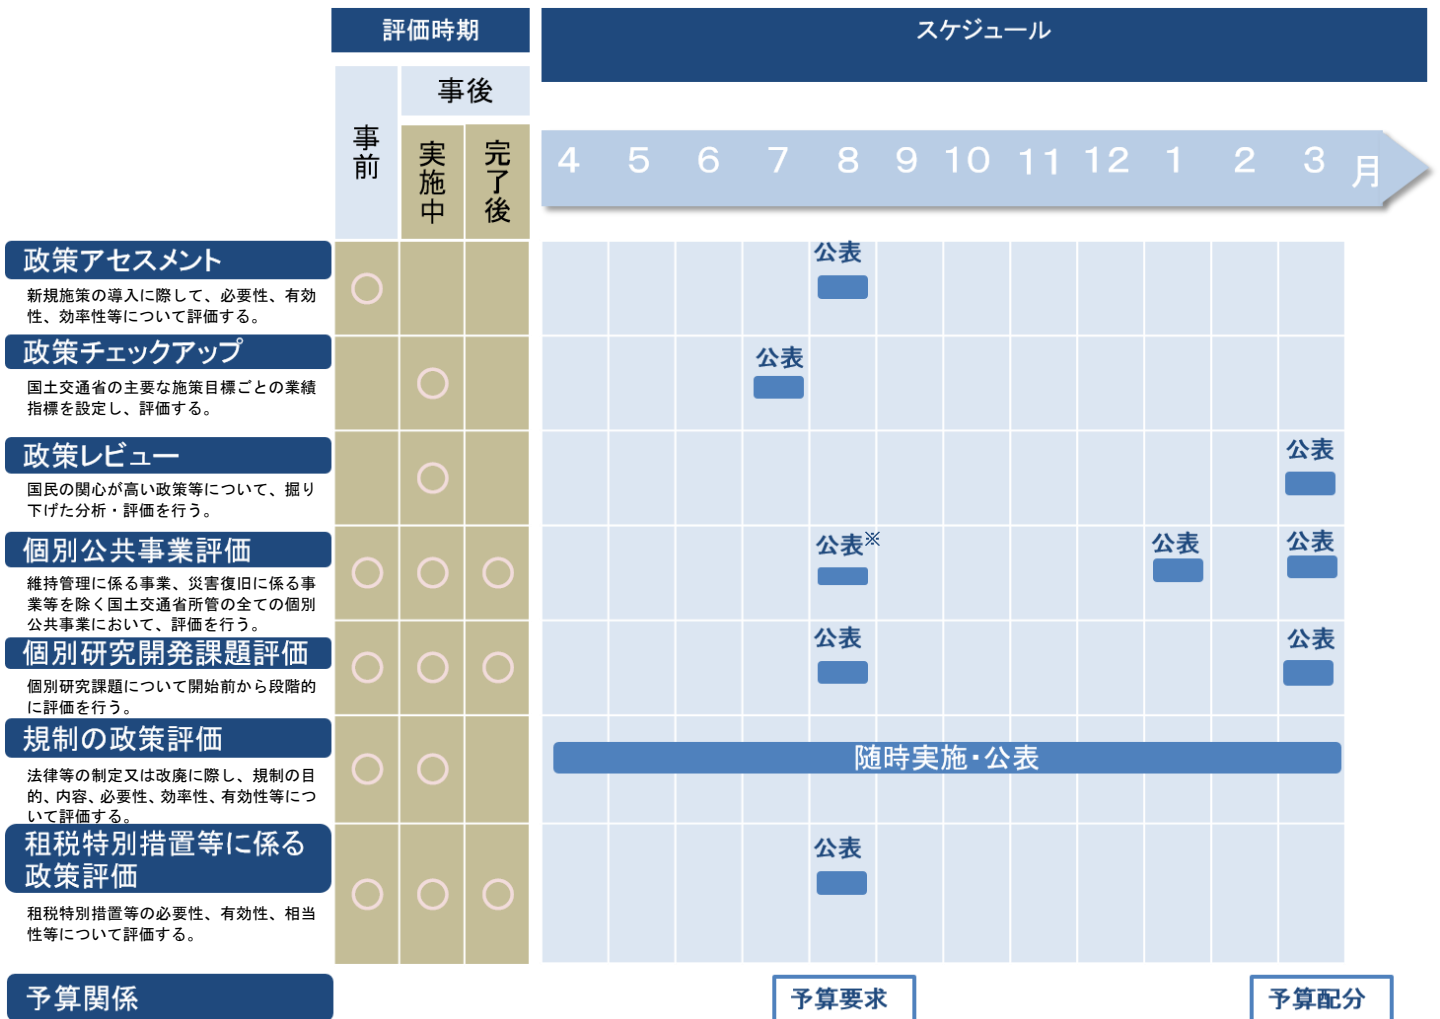 評価時期
スケジュール
事後
事前
実施中
完了後
4 5 6 7 8 9 10 11 12 1 2 3 月
政策アセスメント
公表
新規施策の導入に際して、必要性、有効
性、効率性等について評価する。
○
政策チェックアップ
公表
国土交通省の主要な施策目標ごとの業績
指標を設定し、評価する。
○
政策レビュー
公表
国民の関心が高い政策等について、掘り
下げた分析・評価を行う。
○
個別公共事業評価
公表※ 公表 公表
維持管理に係る事業、災害復旧に係る事
業等を除く国土交通省所管の全ての個別
公共事業において、評価を行う。
○ ○ ○
個別研究開発課題評価
公表 公表
個別研究課題について開始前から段階的
に評価を行う。
○ ○ ○
規制の政策評価
随時実施・公表
法律等の制定又は改廃に際し、規制の目
的、内容、必要性、効率性、有効性等につ
いて評価する。
○ ○
租税特別措置等に係る
政策評価
公表
租税特別措置等の必要性、有効性、相当
性等について評価する。
○ ○ ○
予算関係
予算要求
予算配分